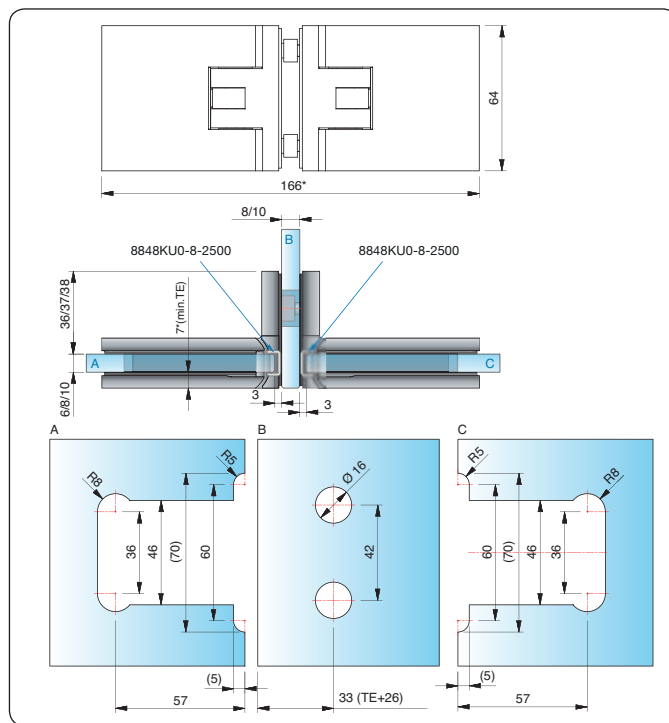 64
166*
8/10
B
8848KU0-8-2500
8848KU0-8-2500
36/37/38
7*(min.TE)
A
C
6/8/10
3
3
A
B
C
R8
R5
Ø 16
R5
R8
36
46
(70)
60
42
60
(70)
46
36
(5)
57
33 (TE+26)
(5)
57